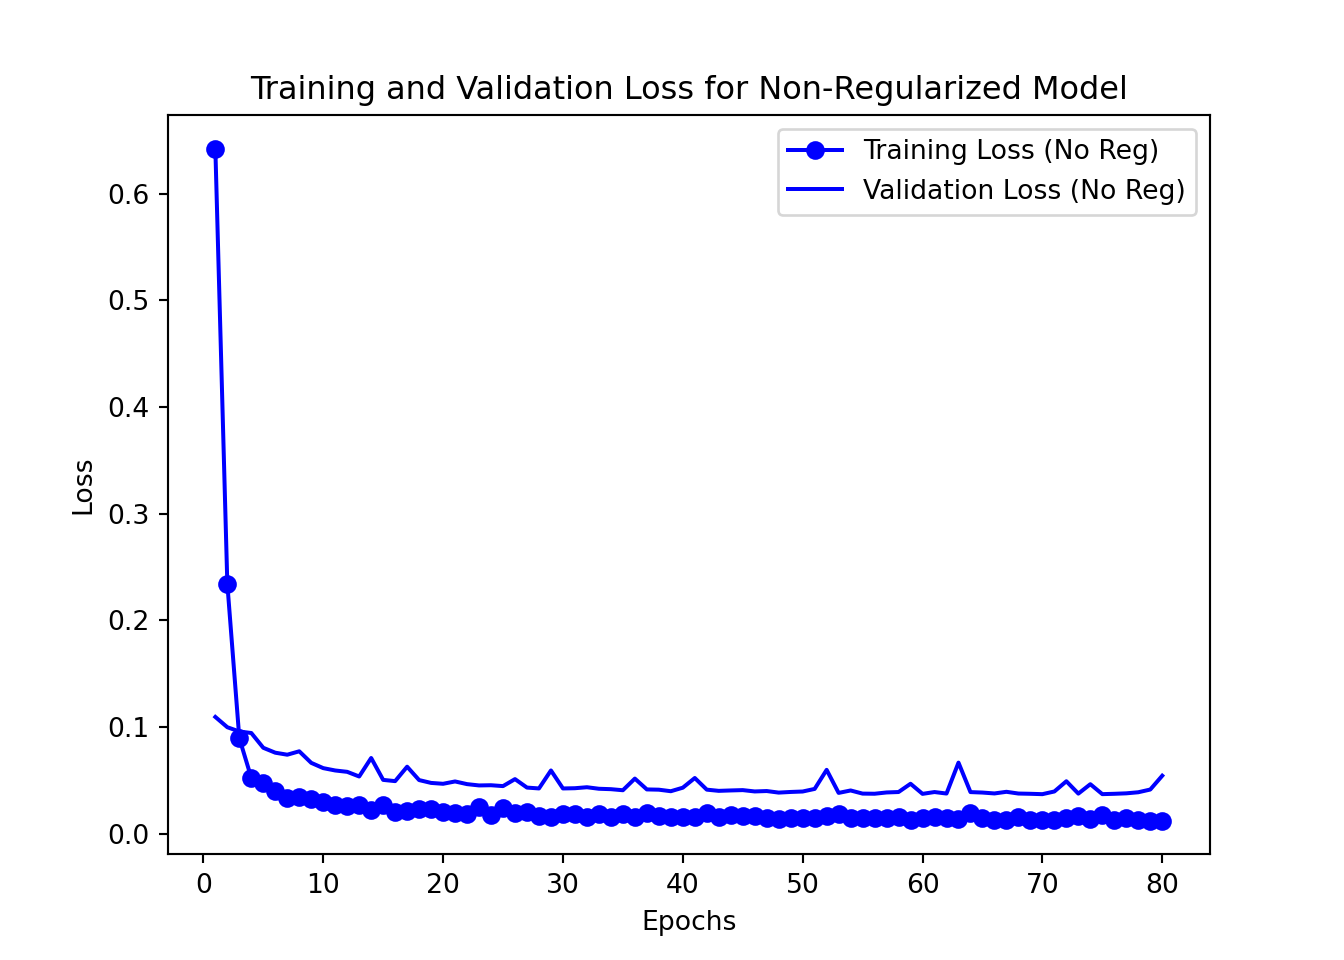 Training and Validation Loss for Non-Regularized Model
Training Loss (No Reg)
Validation Loss (No Reg)
Loss
0.6
0.5
0.4
0.3
0.2
0.1
0.0
0 10 20 30 40 50 60 70 80
Epochs